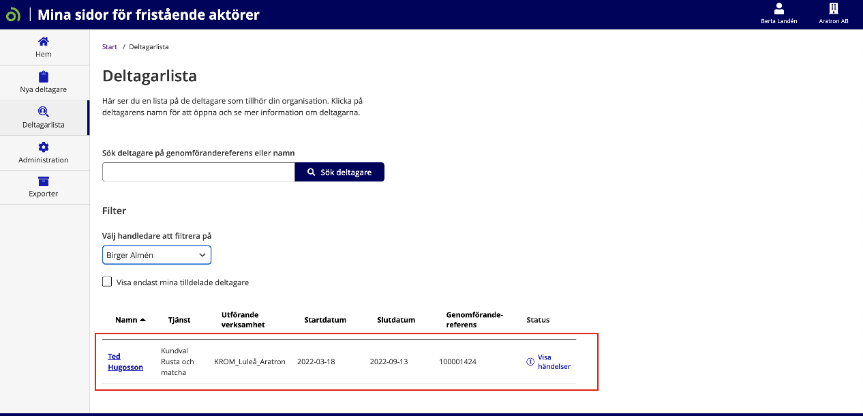 Mina sidor för fristående aktörer
Berta Landén
Aratron AB
Hem
Nya deltagare
Deltagarlista
Administration
Exporter
Start / Deltagarlista
Deltagarlista
Här ser du en lista på de deltagare som tillhör din organisation. Klicka på
deltagarens namn för att öppna och se mer information om deltagarna.
Sök deltagare på genomförandereferens eller namn
Sök deltagare
Filter
Välj handledare att filtrera på
Birger Almén
Visa endast mina tilldelade deltagare
Namn
Tjänst
Utförande
verksamhet
Startdatum
Slutdatum
Genomförande-
referens
Status
Ted
Hugosson
Kundval
Rusta och
matcha
KROM_Luleå_Aratron
2022-03-18
2022-09-13
100001424
Visa
händelser